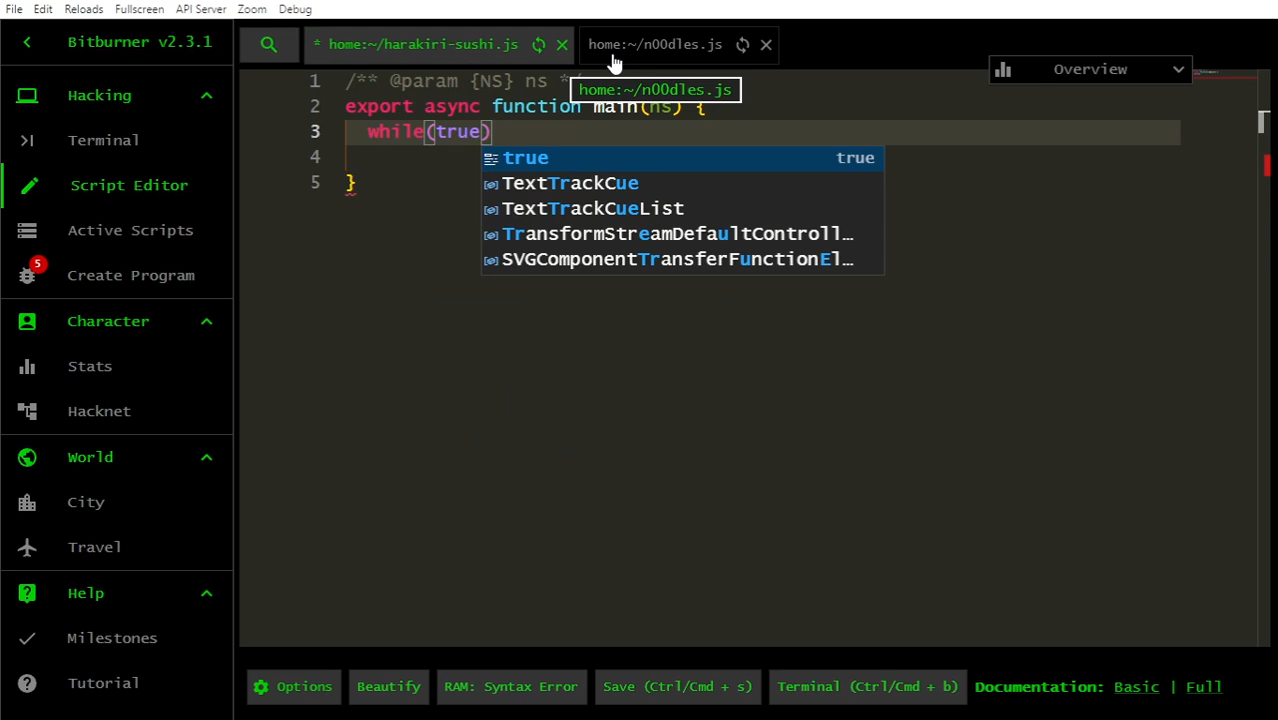 File Edit Reloads Fullscreen API Server Zoom Debug
Bitburner v2.3.1
Hacking
Terminal
Script Editor
Active Scripts
5
Create Program
Character
Stats
Hacknet
World
City
Travel
Help
Milestones
Tutorial
* home:~/harakiri-sushi.js
home:~/n00dles.js
home:~/n00dles.js
Overview
1 /** @param {NS} ns *
2 export async function main(ns) {
3 while(true)
4
5 }
true true
TextTrackCue
TextTrackCueList
TransformStreamDefaultControll…
SVGComponentTransferFunctionEl…
Options
Beautify
RAM: Syntax Error
Save (Ctrl/Cmd + s)
Terminal (Ctrl/Cmd + b)
Documentation: Basic | Full